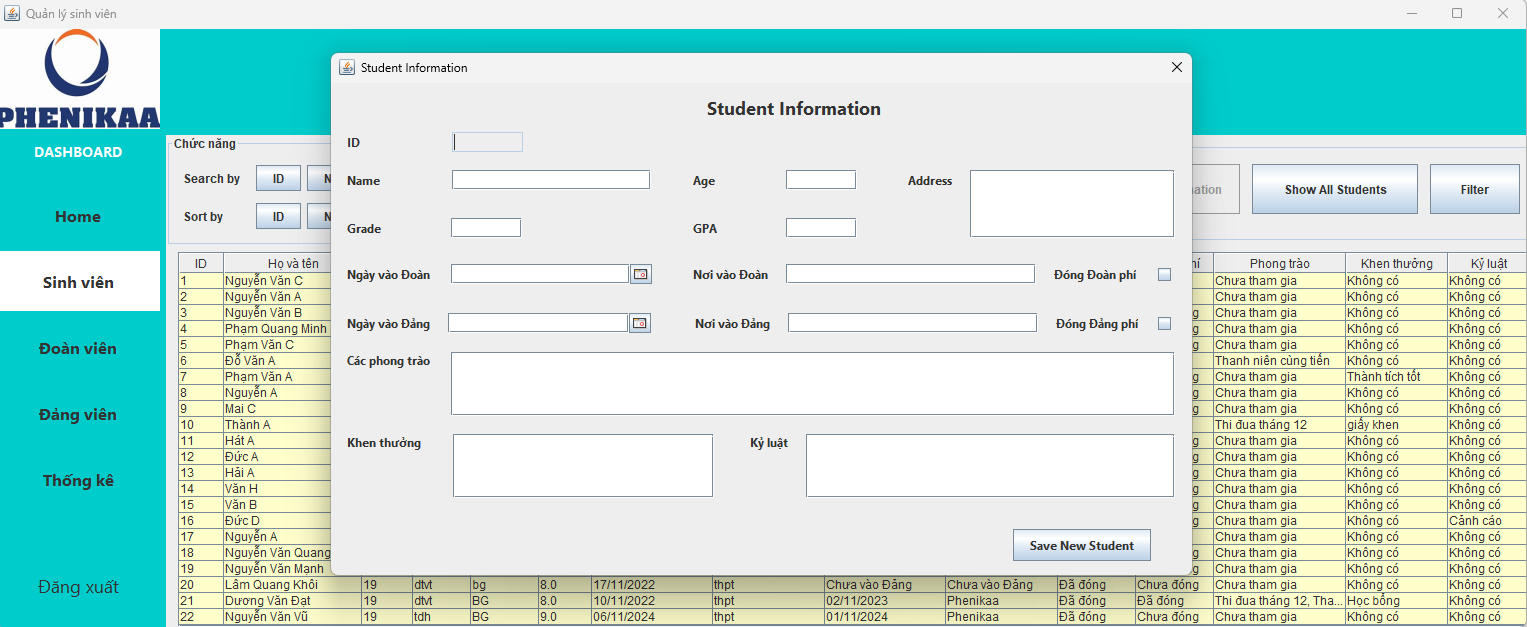 Quản lý sinh viên
PHENIKAA
DASHBOARD
Home
Sinh viên
Đoàn viên
Đảng viên
Thống kê
Đăng xuất
Chức năng
Search by ID N
Sort by ID N
Show All Students Filter
Student Information
Student Information
ID
Name Age Address
Grade GPA
Ngày vào Đoàn Nơi vào Đoàn Đóng Đoàn phí
Ngày vào Đảng Nơi vào Đảng Đóng Đảng phí
Các phong trào
Khen thưởng Kỷ luật
Save New Student
ID Họ và tên Phong trào Khen thưởng Kỷ luật
1 Nguyễn Văn C Chưa tham gia Không có Không có
2 Nguyễn Văn A Chưa tham gia Không có Không có
3 Nguyễn Văn B Chưa tham gia Không có Không có
4 Phạm Quang Minh Chưa tham gia Không có Không có
5 Phạm Văn C Chưa tham gia Không có Không có
6 Đỗ Văn A Thanh niên cùng tiến Không có Không có
7 Phạm Văn A Chưa tham gia Thành tích tốt Không có
8 Nguyễn A Chưa tham gia Không có Không có
9 Mai C Chưa tham gia Không có Không có
10 Thành A Thi đua tháng 12 giấy khen Không có
11 Hát A Chưa tham gia Không có Không có
12 Đức A Chưa tham gia Không có Không có
13 Hải A Chưa tham gia Không có Không có
14 Văn H Chưa tham gia Không có Không có
15 Văn B Chưa tham gia Không có Không có
16 Đức D Chưa tham gia Không có Cảnh cáo
17 Nguyễn A Chưa tham gia Không có Không có
18 Nguyễn Văn Quang Chưa tham gia Không có Không có
19 Nguyễn Văn Mạnh Chưa tham gia Không có Không có
20 Lâm Quang Khôi 19 dtvt bg 8.0 17/11/2022 thpt Chưa vào Đảng Chưa vào Đảng Đã đóng Chưa đóng Chưa tham gia Không có Không có
21 Dương Văn Đạt 19 dtvt BG 8.0 10/11/2022 thpt 02/11/2023 Phenikaa Đã đóng Đã đóng Thi đua tháng 12, Tha... Học bổng Không có
22 Nguyễn Văn Vũ 19 tdh BG 9.0 06/11/2024 thpt 01/11/2024 Phenikaa Đã đóng Chưa đóng Chưa tham gia Không có Không có